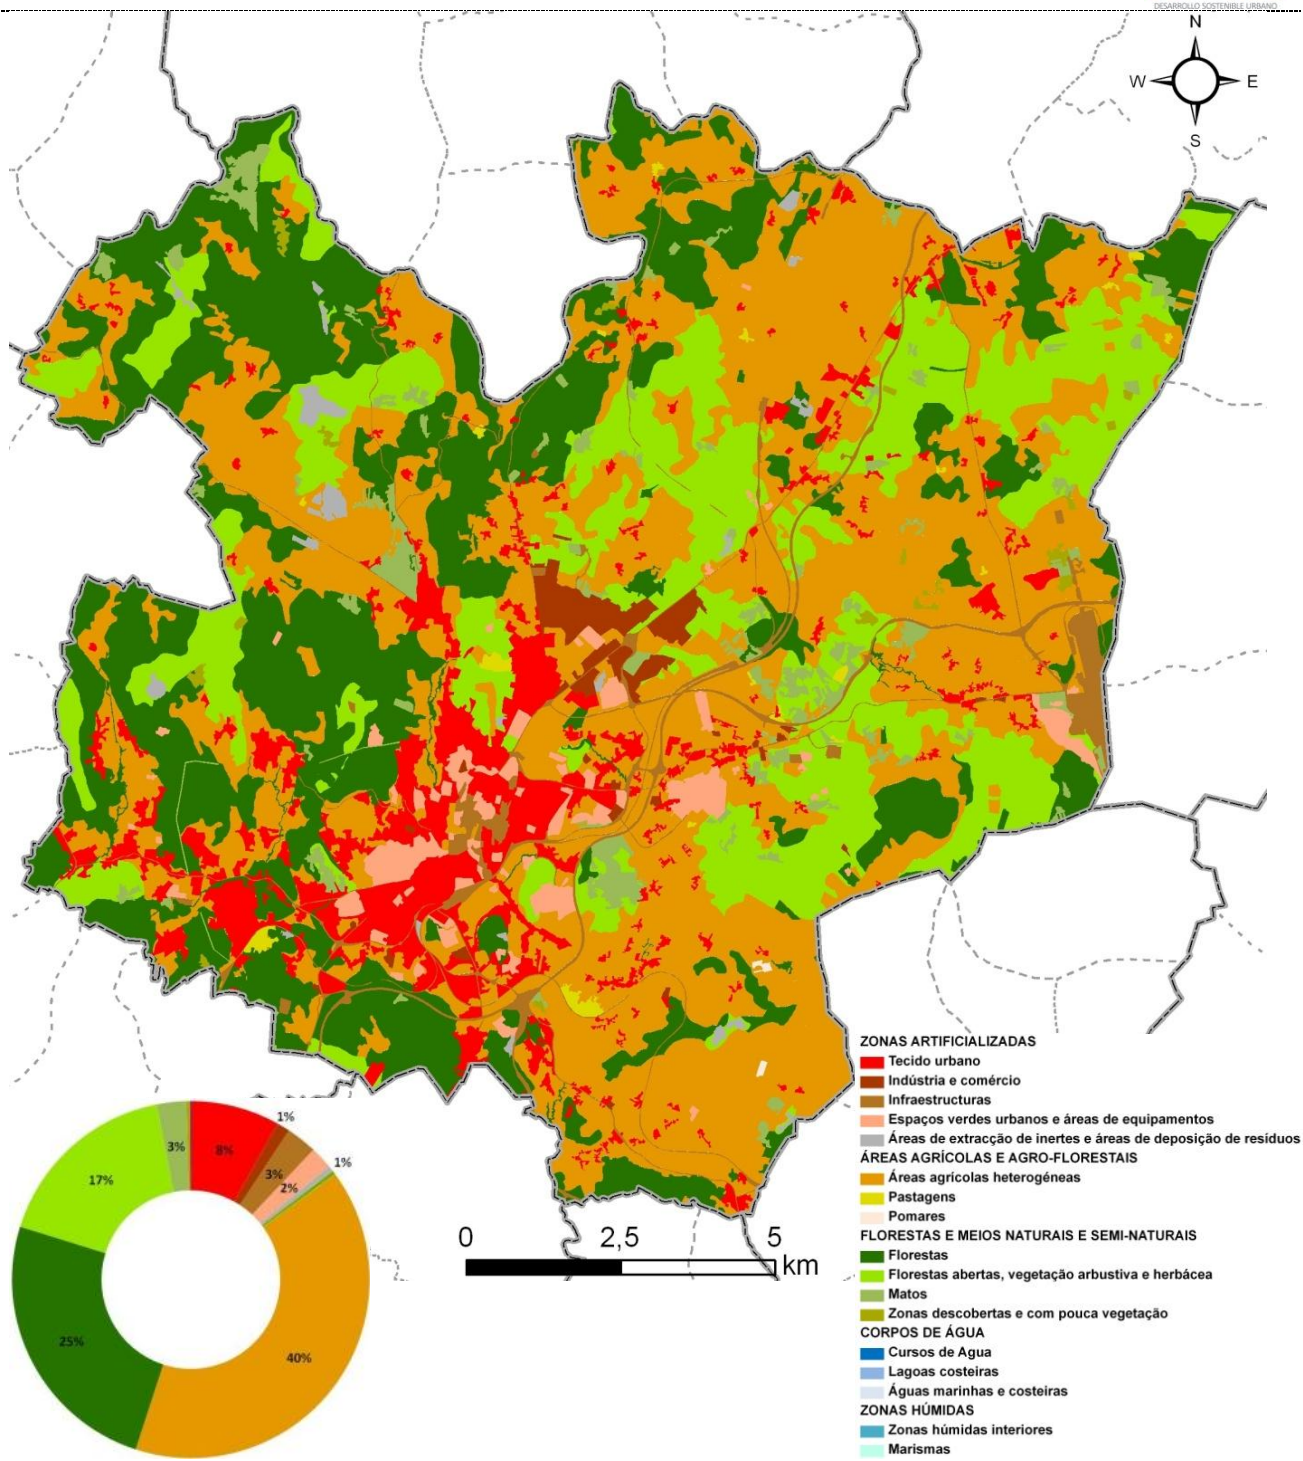 DESARROLLO SOSTENIBLE URBANO
N
W E
S
ZONAS ARTIFICIALIZADAS
Tecido urbano
Indústria e comércio
Infraestructuras
Espaços verdes urbanos e áreas de equipamentos
Áreas de extracção de inertes e áreas de deposição de resíduos
ÁREAS AGRÍCOLAS E AGRO-FLORESTAIS
Áreas agrícolas heterogéneas
Pastagens
Pomares
FLORESTAS E MEIOS NATURAIS E SEMI-NATURAIS
Florestas
Florestas abertas, vegetação arbustiva e herbácea
Matos
Zonas descobertas e com pouca vegetação
CORPOS DE ÁGUA
Cursos de Agua
Lagoas costeiras
Águas marinhas e costeiras
ZONAS HÚMIDAS
Zonas húmidas interiores
Marismas
0 2,5 5
km
1%
3%
8%
3%
1%
2%
17%
25%
40%